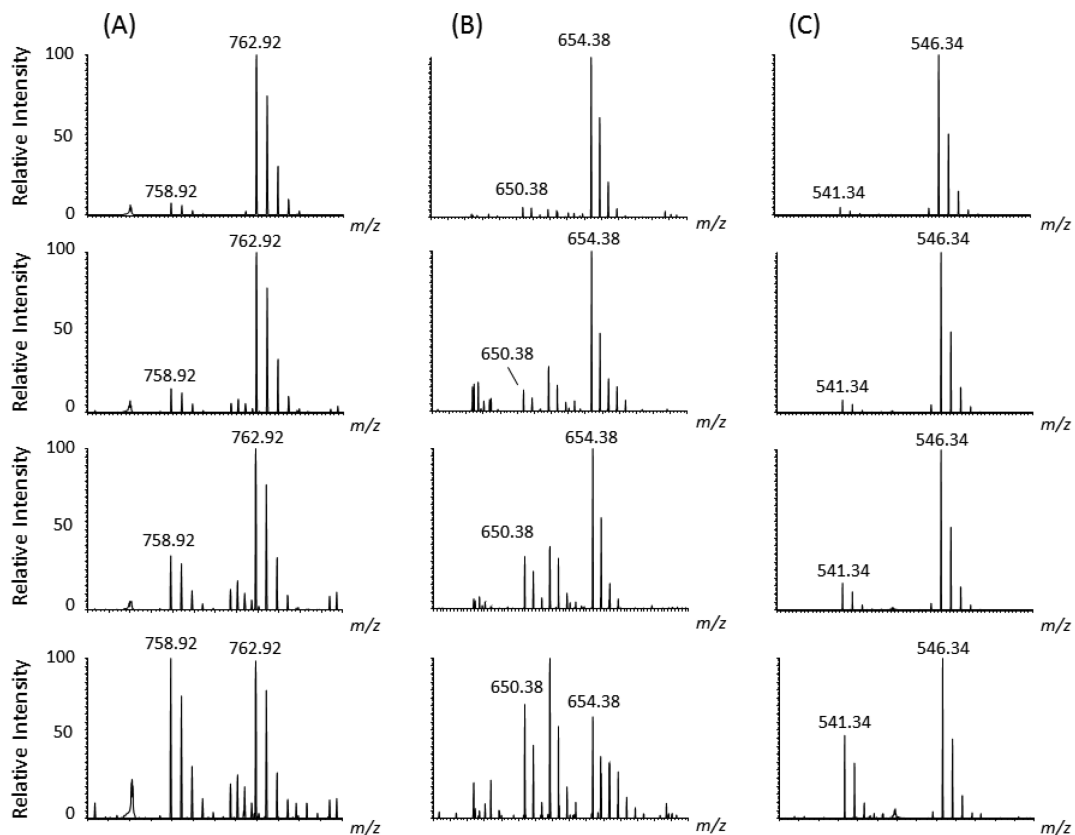 (A) (B) (C)
762.92 654.38 546.34
100
Relative Intensity
50
758.92 650.38 541.34
0
m/z m/z m/z
762.92 654.38 546.34
100
Relative Intensity
50
758.92 650.38 541.34
0
m/z m/z m/z
762.92 654.38 546.34
100
Relative Intensity
50
758.92 650.38 541.34
0
m/z m/z m/z
758.92 762.92 546.34
100
Relative Intensity
650.38 654.38
50
541.34
0
m/z m/z m/z